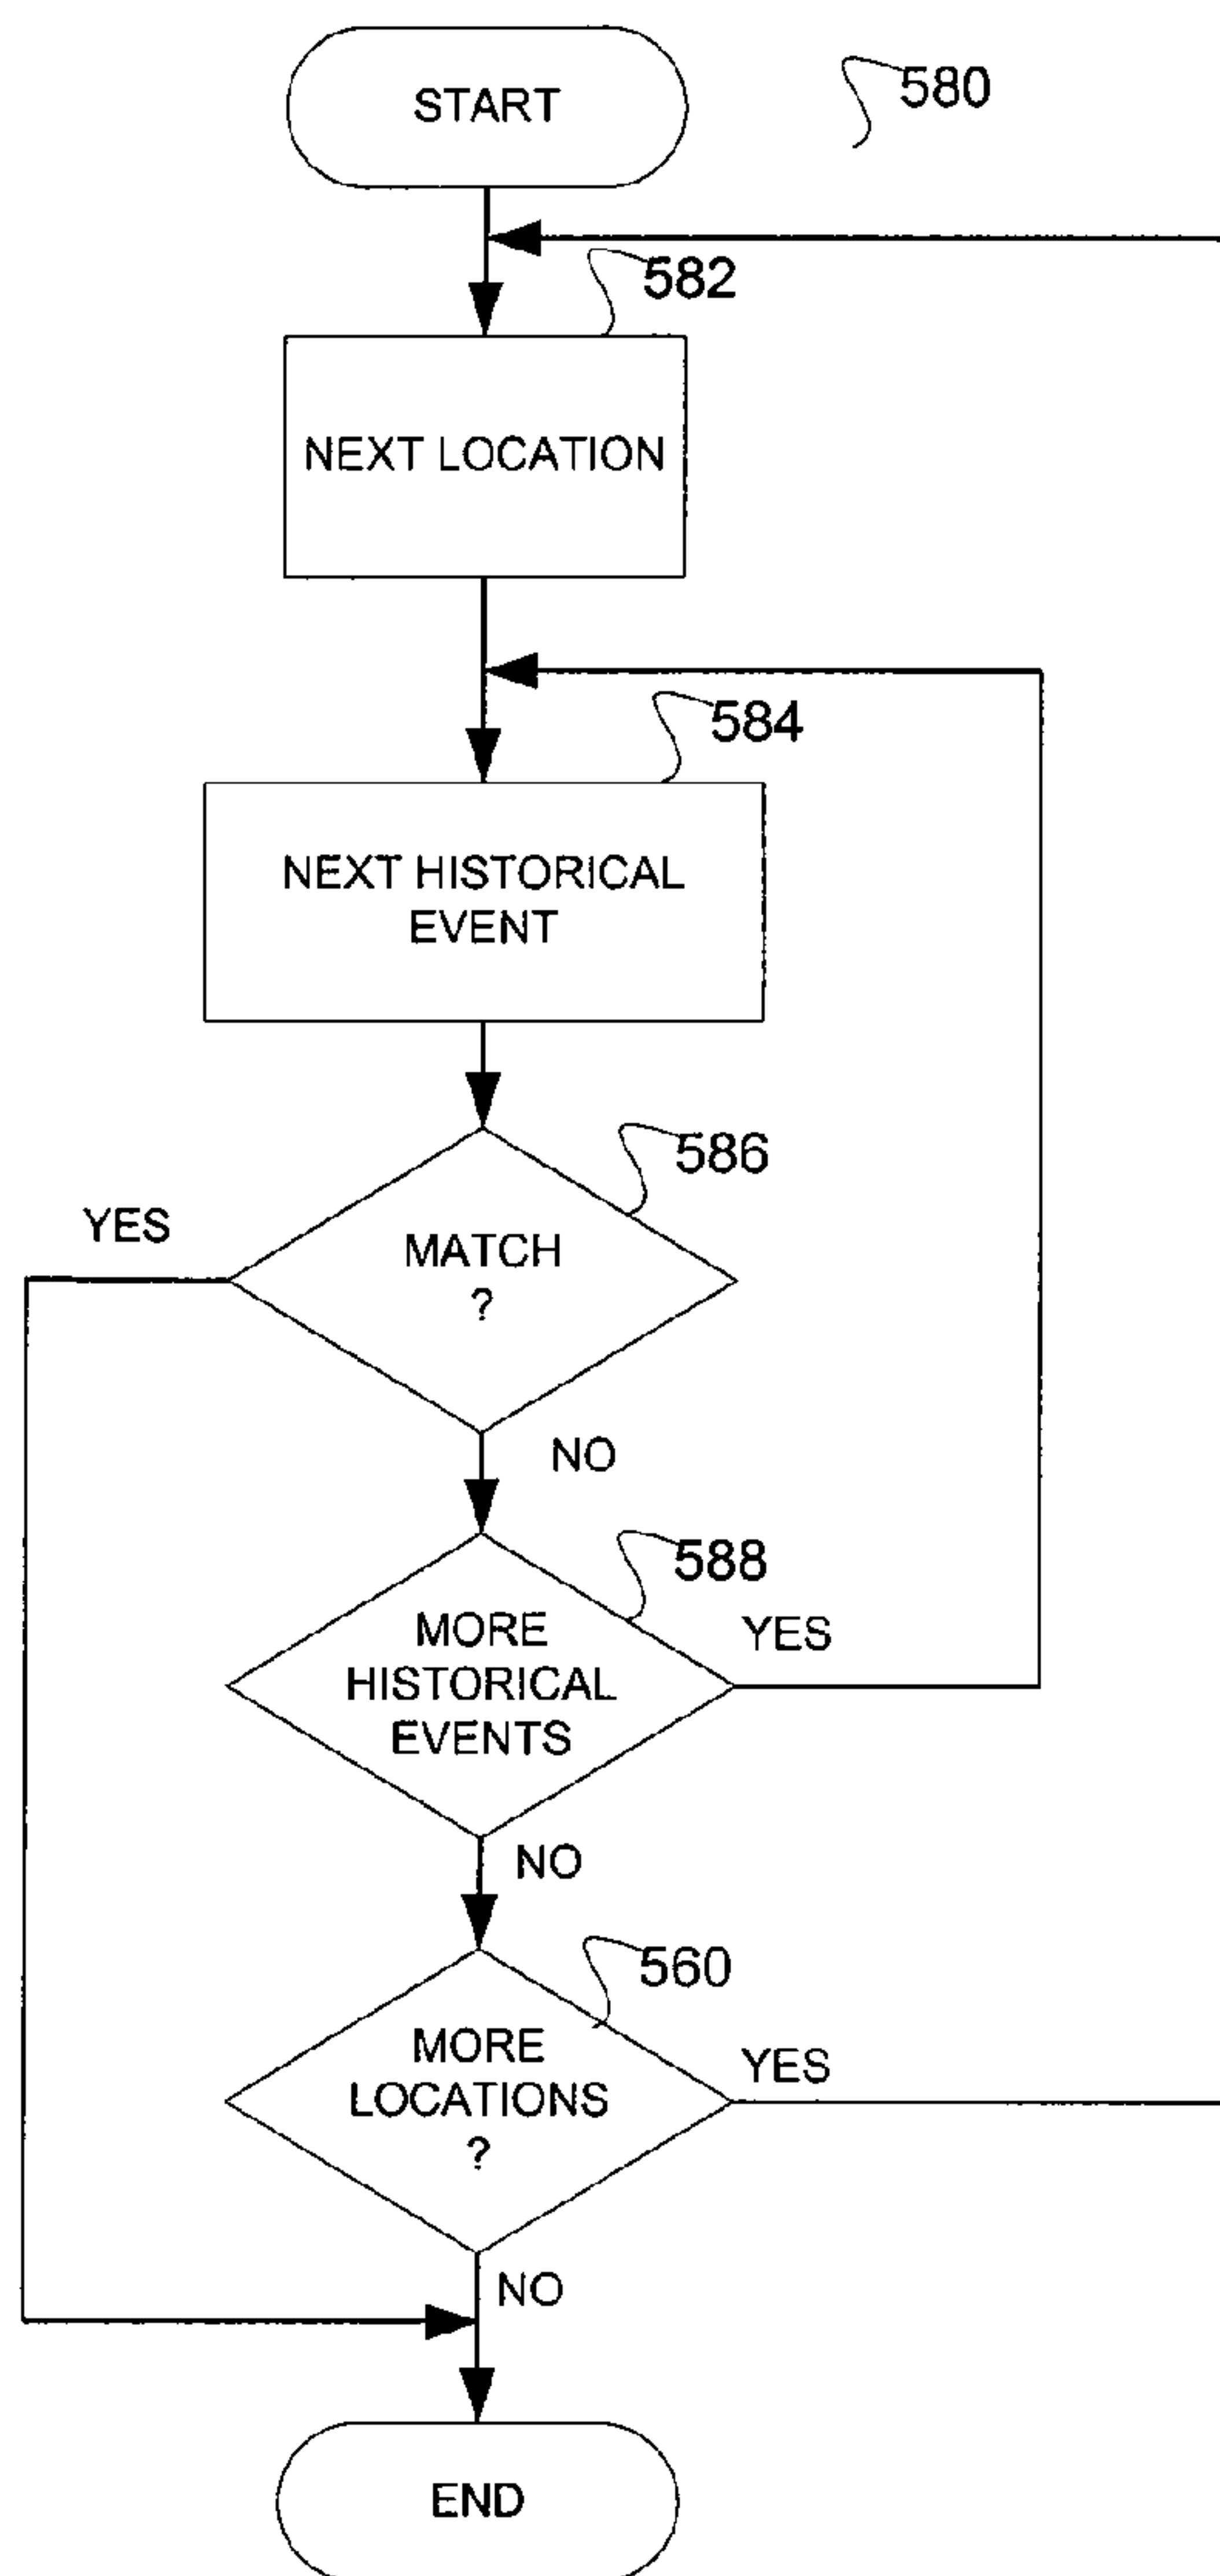 START
580
582
NEXT LOCATION
584
NEXT HISTORICAL
EVENT
586
YES
MATCH
?
NO
588
MORE
HISTORICAL
EVENTS
YES
NO
560
MORE
LOCATIONS
?
YES
NO
END